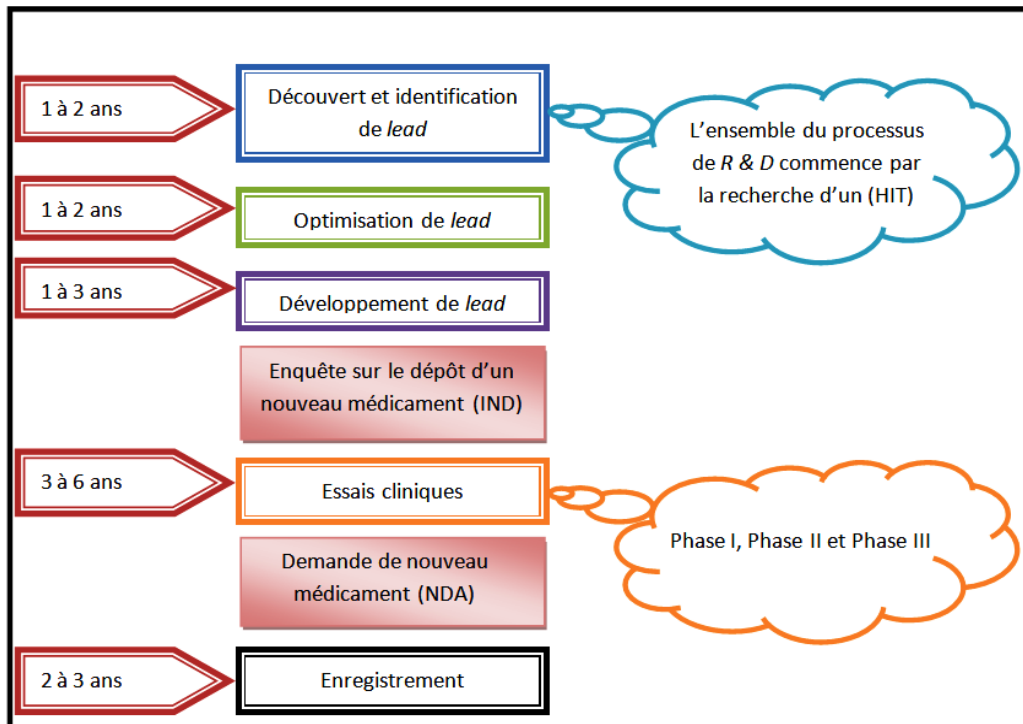 1 à 2 ans
Découvert et identification
de lead
L’ensemble du processus
de R & D commence par
la recherche d’un (HIT)
1 à 2 ans
Optimisation de lead
1 à 3 ans
Développement de lead
Enquête sur le dépôt d’un
nouveau médicament (IND)
3 à 6 ans
Essais cliniques
Phase I, Phase II et Phase III
Demande de nouveau
médicament (NDA)
2 à 3 ans
Enregistrement